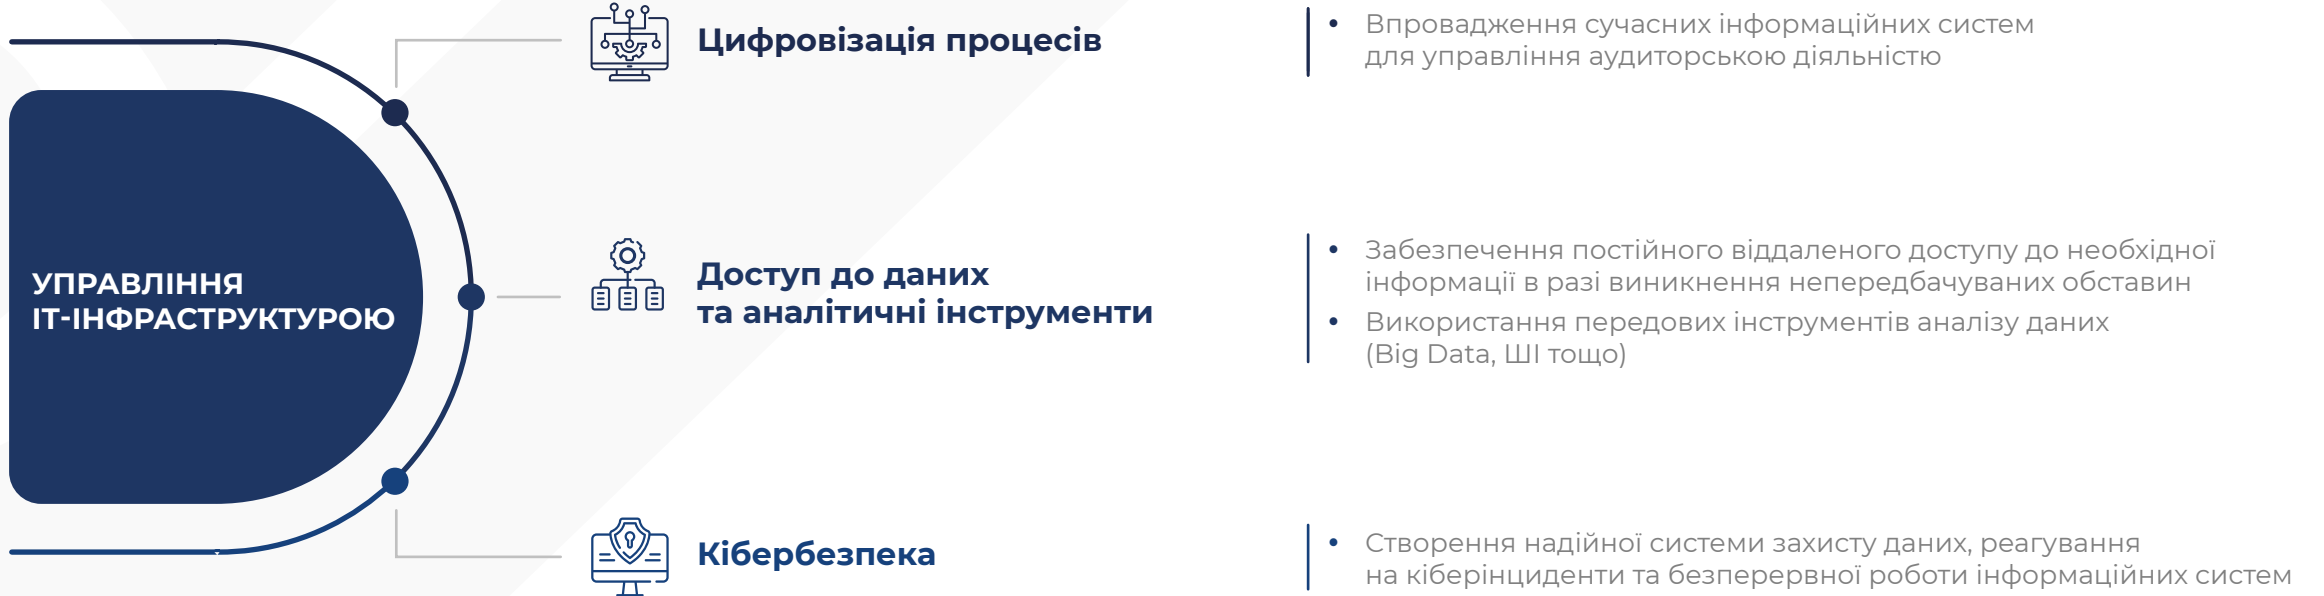 УПРАВЛІННЯ
ІТ-ІНФРАСТРУКТУРОЮ
Цифровізація процесів
• Впровадження сучасних інформаційних систем
для управління аудиторською діяльністю
Доступ до даних
та аналітичні інструменти
• Забезпечення постійного віддаленого доступу до необхідної
інформації в разі виникнення непередбачуваних обставин
• Використання передових інструментів аналізу даних
(Big Data, ШІ тощо)
Кібербезпека
• Створення надійної системи захисту даних, реагування
на кіберінциденти та безперервної роботи інформаційних систем